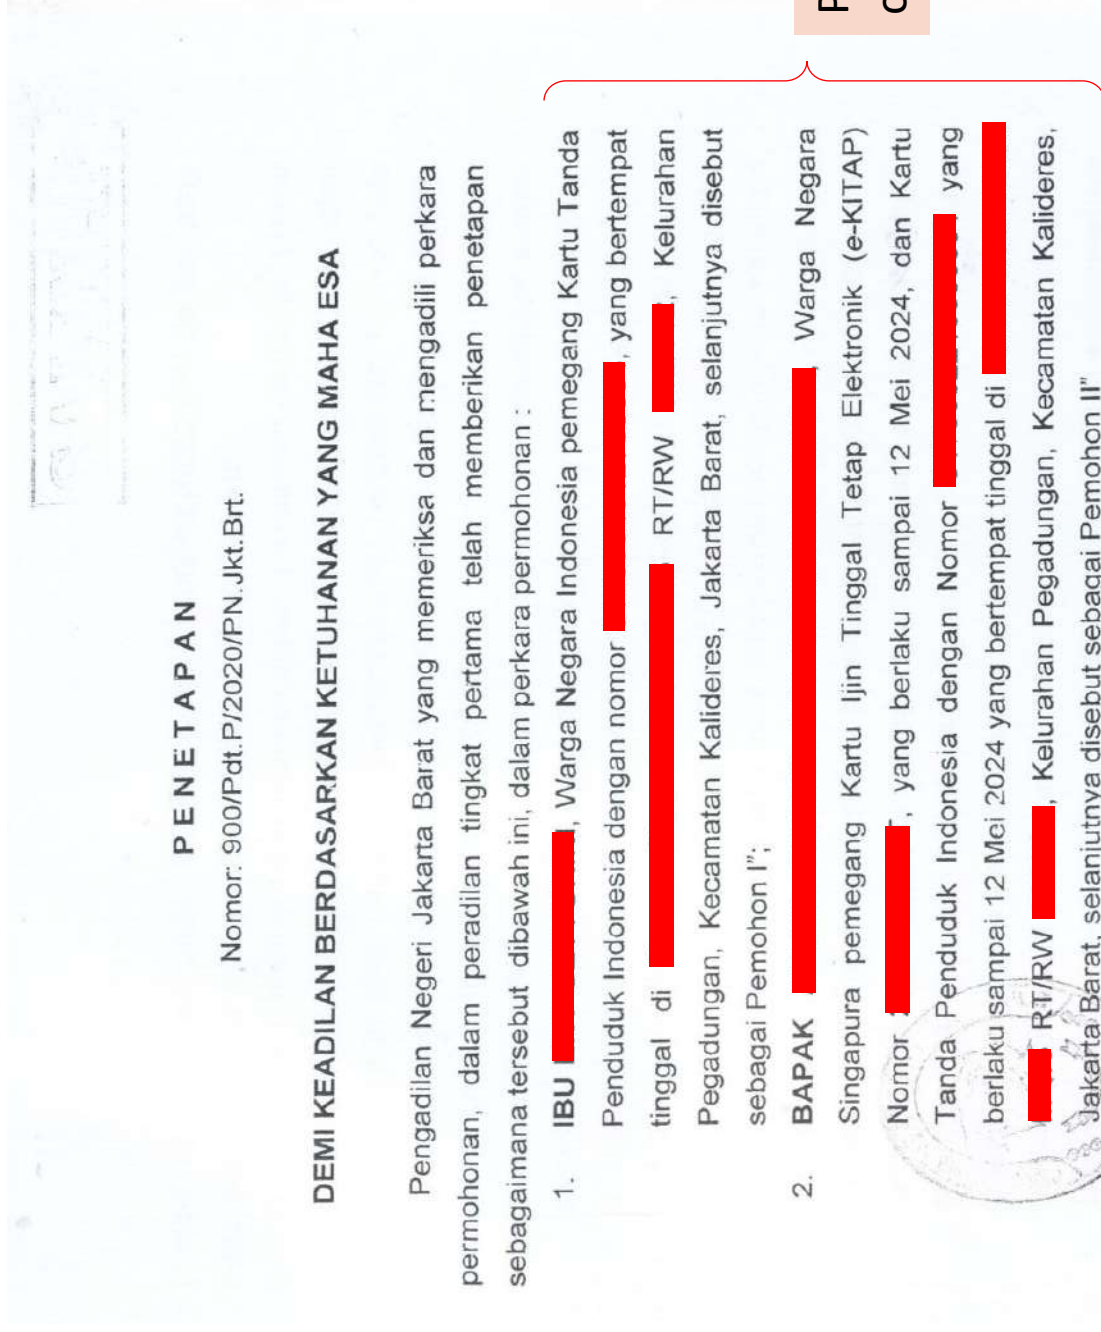 PENETAPAN
Nomor: 900/Pdt.P/2020/PN.Jkt.Brt.
DEMI KEADILAN BERDASARKAN KETUHANAN YANG MAHA ESA
Pengadilan Negeri Jakarta Barat yang memeriksa dan mengadili perkara
permohonan, dalam peradilan tingkat pertama telah memberikan penetapan
sebagaimana tersebut dibawah ini, dalam perkara permohonan :
1. IBU , Warga Negara Indonesia pemegang Kartu Tanda
Penduduk Indonesia dengan nomor , yang bertempat
tinggal di RT/RW , Kelurahan
Pegadungan, Kecamatan Kalideres, Jakarta Barat, selanjutnya disebut
sebagai Pemohon I";
2. BAPAK , Warga Negara
Singapura pemegang Kartu Ijin Tinggal Tetap Elektronik (e-KITAP)
Nomor , yang berlaku sampai 12 Mei 2024, dan Kartu
Tanda Penduduk Indonesia dengan Nomor yang
berlaku sampai 12 Mei 2024 yang bertempat tinggal di
RT/RW , Kelurahan Pegadungan, Kecamatan Kalideres,
Jakarta Barat, selanjutnya disebut sebagai Pemohon II"